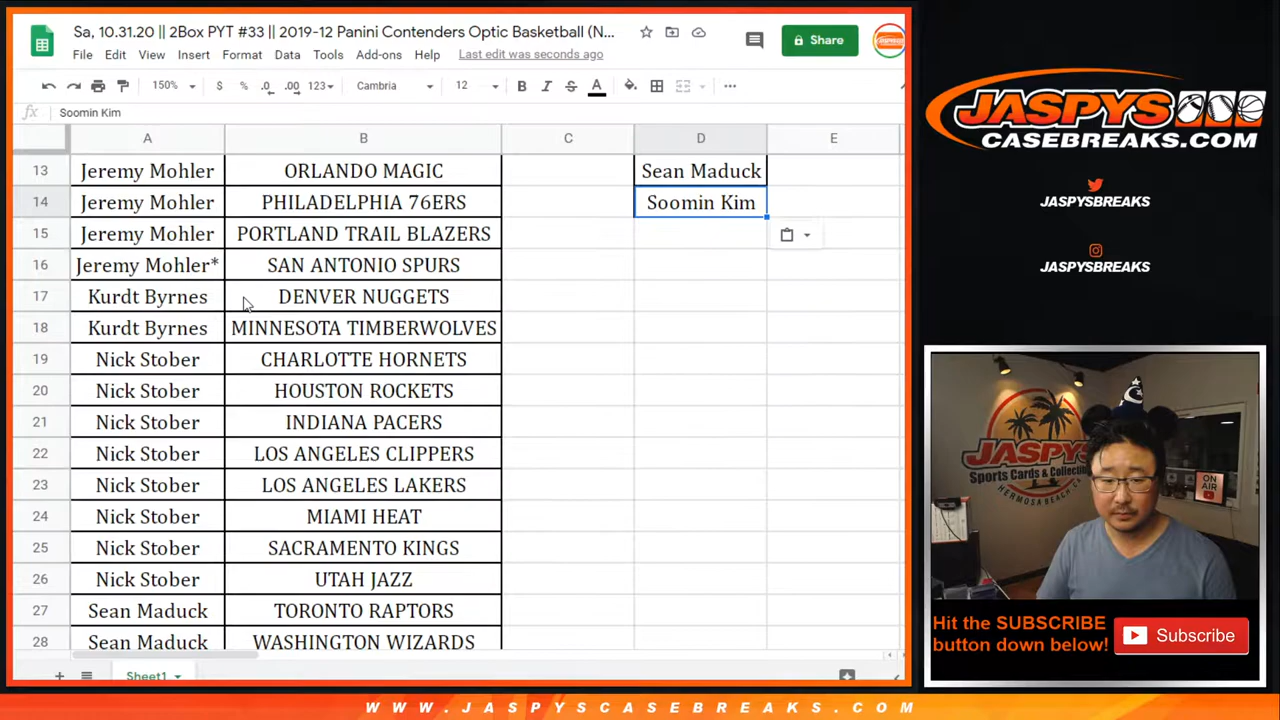 Sa, 10.31.20 || 2Box PYT #33 || 2019-12 Panini Contenders Optic Basketball (N...
Share
File Edit View Insert Format Data Tools Add-ons Help Last edit was seconds ago
150% $ % .0 .00 123 Cambria 12 B I S A
fx Soomin Kim
A B C D E
13 Jeremy Mohler ORLANDO MAGIC Sean Maduck
14 Jeremy Mohler PHILADELPHIA 76ERS Soomin Kim
15 Jeremy Mohler PORTLAND TRAIL BLAZERS
16 Jeremy Mohler* SAN ANTONIO SPURS
17 Kurdt Byrnes DENVER NUGGETS
18 Kurdt Byrnes MINNESOTA TIMBERWOLVES
19 Nick Stober CHARLOTTE HORNETS
20 Nick Stober HOUSTON ROCKETS
21 Nick Stober INDIANA PACERS
22 Nick Stober LOS ANGELES CLIPPERS
23 Nick Stober LOS ANGELES LAKERS
24 Nick Stober MIAMI HEAT
25 Nick Stober SACRAMENTO KINGS
26 Nick Stober UTAH JAZZ
27 Sean Maduck TORONTO RAPTORS
28 Sean Maduck WASHINGTON WIZARDS
Sheet1
JASPYS
CASEBREAKS.COM
JASPYSBREAKS
JASPYSBREAKS
JASPYS
Sports Cards & Collecti
HERMOSA BEACH, CA
ON AIR
Hit the SUBSCRIBE
button down below!
Subscribe
WWW.JASPYSCASEBREAKS.COM